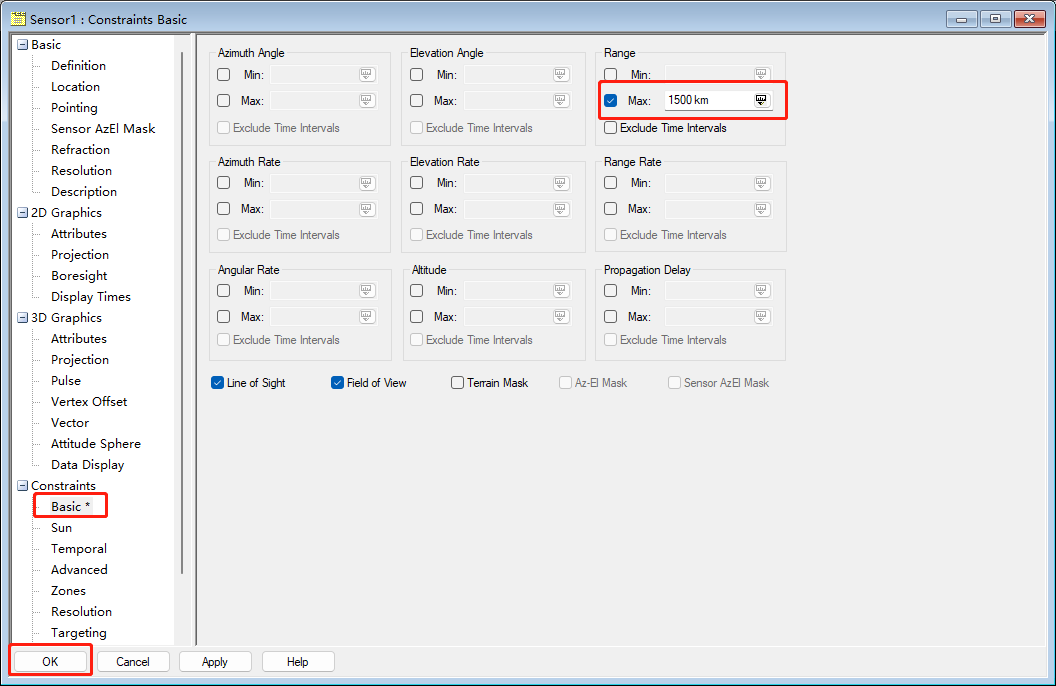 Sensor1 : Constraints Basic
Basic
Definition
Location
Pointing
Sensor AzEl Mask
Refraction
Resolution
Description
2D Graphics
Attributes
Projection
Boresight
Display Times
3D Graphics
Attributes
Projection
Pulse
Vertex Offset
Vector
Attitude Sphere
Data Display
Constraints
Basic *
Sun
Temporal
Advanced
Zones
Resolution
Targeting
Azimuth Angle
Min:
Max:
Exclude Time Intervals
Elevation Angle
Min:
Max:
Exclude Time Intervals
Range
Min:
Max: 1500 km
Exclude Time Intervals
Azimuth Rate
Min:
Max:
Exclude Time Intervals
Elevation Rate
Min:
Max:
Exclude Time Intervals
Range Rate
Min:
Max:
Exclude Time Intervals
Angular Rate
Min:
Max:
Exclude Time Intervals
Altitude
Min:
Max:
Exclude Time Intervals
Propagation Delay
Min:
Max:
Exclude Time Intervals
Line of Sight
Field of View
Terrain Mask
Az-El Mask
Sensor AzEl Mask
OK
Cancel
Apply
Help